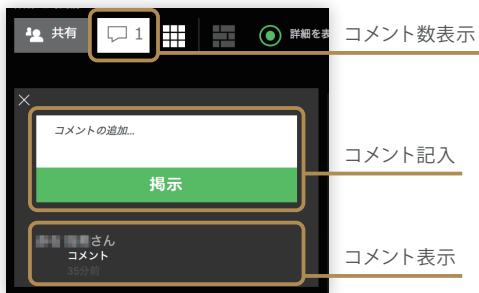 共有
1
詳細を表
コメント数表示
コメントの追加...
掲示
コメント記入
さん
コメント
35分前
コメント表示